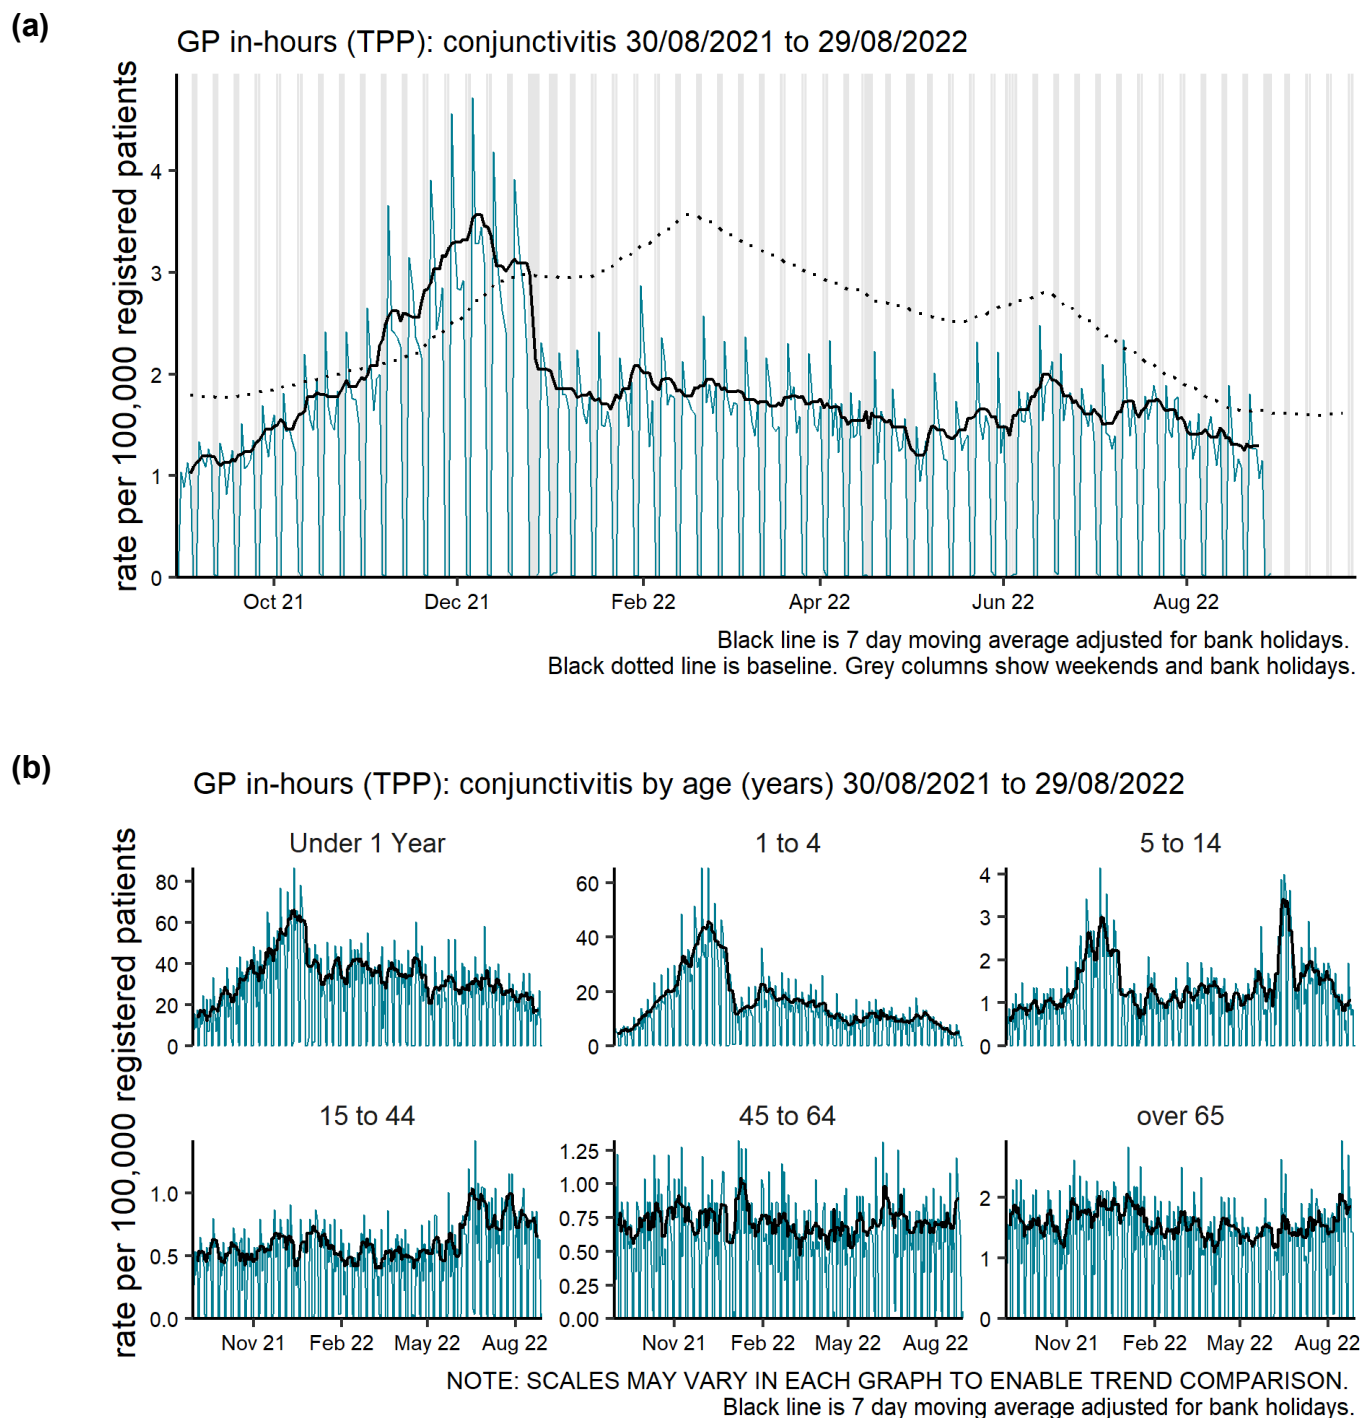 (a)
GP in-hours (TPP): conjunctivitis 30/08/2021 to 29/08/2022
rate per 100,000 registered patients
4
3
2
1
0
Oct 21 Dec 21 Feb 22 Apr 22 Jun 22 Aug 22
Black line is 7 day moving average adjusted for bank holidays.
Black dotted line is baseline. Grey columns show weekends and bank holidays.
(b)
GP in-hours (TPP): conjunctivitis by age (years) 30/08/2021 to 29/08/2022
rate per 100,000 registered patients
Under 1 Year
80
60
40
20
0
1 to 4
60
40
20
0
5 to 14
4
3
2
1
0
15 to 44
1.0
0.5
0.0
Nov 21 Feb 22 May 22 Aug 22
45 to 64
1.25
1.00
0.75
0.50
0.25
0.00
Nov 21 Feb 22 May 22 Aug 22
over 65
2
1
0
Nov 21 Feb 22 May 22 Aug 22
NOTE: SCALES MAY VARY IN EACH GRAPH TO ENABLE TREND COMPARISON.
Black line is 7 day moving average adjusted for bank holidays.